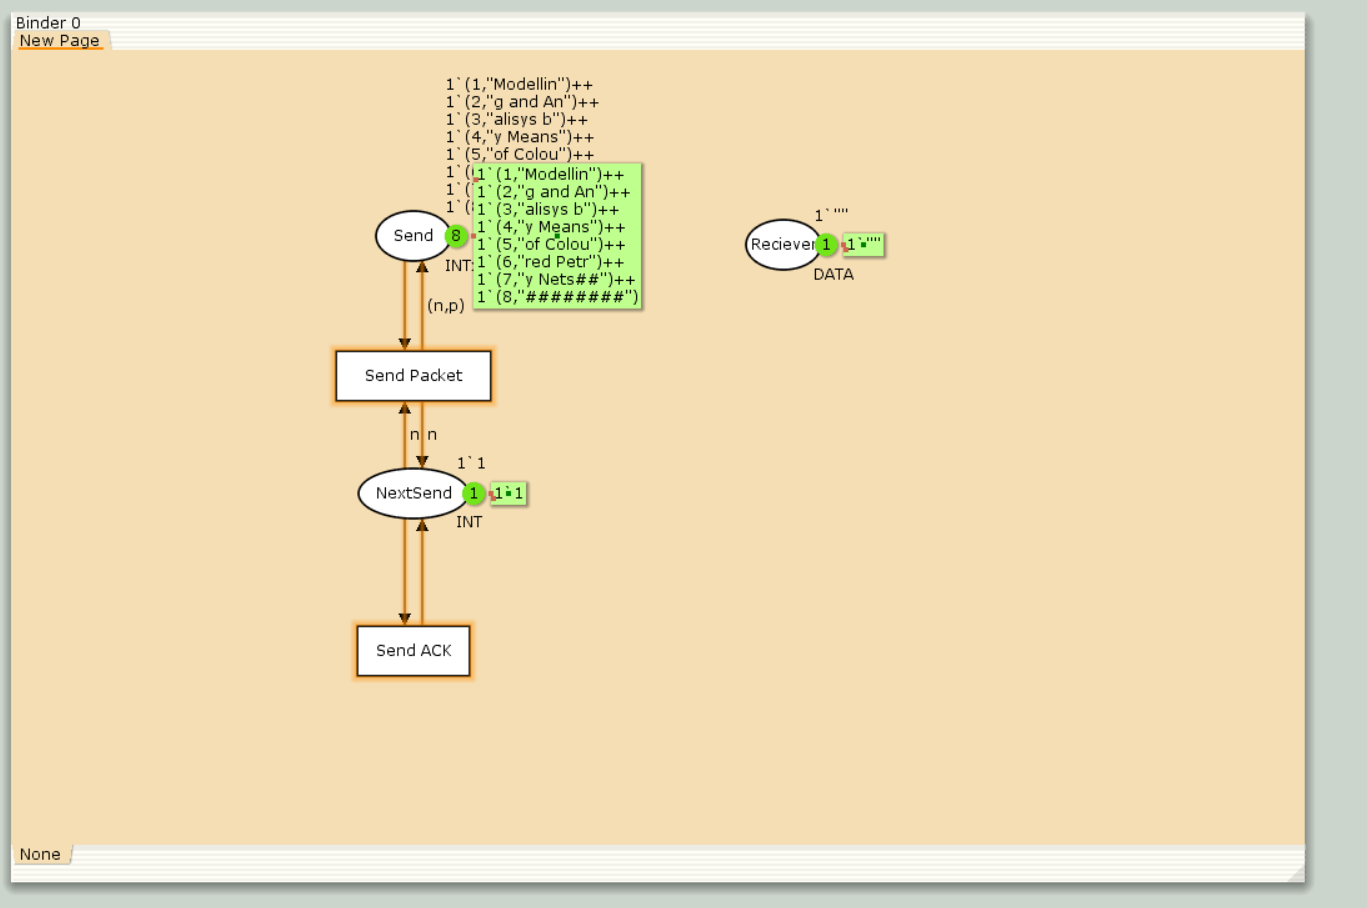 Binder 0
New Page
1`(1,"Modellin")++
1`(2,"g and An")++
1`(3,"alisys b")++
1`(4,"y Means")++
1`(5,"of Colou")++
1`(
1`(
1`(
1`(1,"Modellin")++
1`(2,"g and An")++
1`(3,"alisys b")++
1`(4,"y Means")++
1`(5,"of Colou")++
1`(6,"red Petr")++
1`(7,"y Nets##")++
1`(8,"########")
Send
8
INT
(n,p)
1`""
Reciever
1
1`""
DATA
Send Packet
n n
1`1
NextSend
1
1`1
INT
Send ACK
None